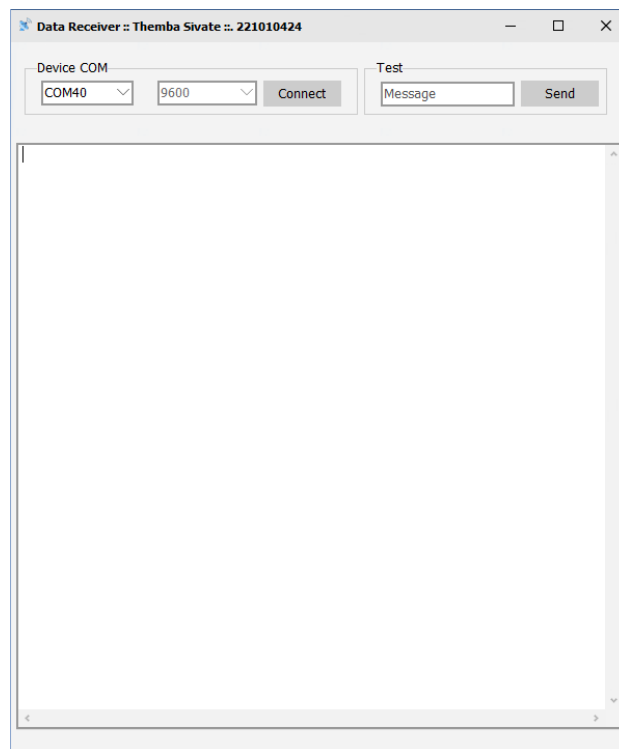 Data Receiver :: Themba Sivate ::. 221010424
Device COM
COM40 9600 Connect
Test
Message Send